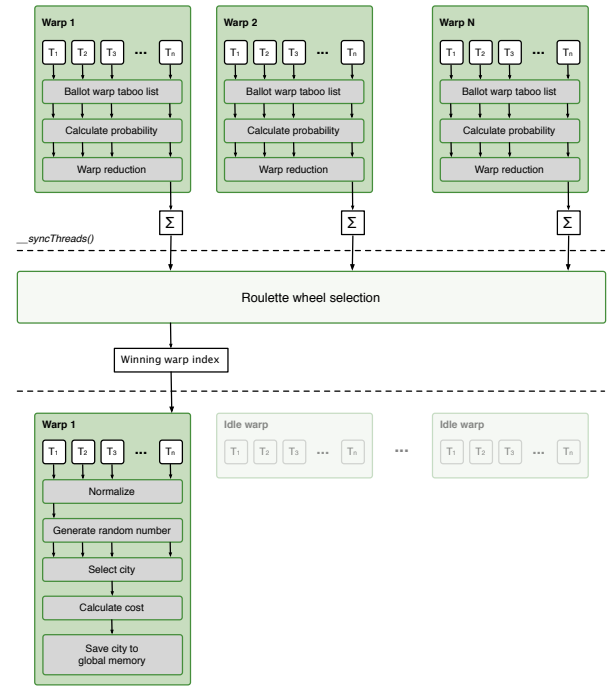 Warp 1
Warp 2
Warp N
T1 T2 T3 ... Tn
T1 T2 T3 ... Tn
T1 T2 T3 ... Tn
Ballot warp taboo list
Ballot warp taboo list
Ballot warp taboo list
Calculate probability
Calculate probability
Calculate probability
Warp reduction
Warp reduction
Warp reduction
Σ
Σ
Σ
__syncThreads()
Roulette wheel selection
Winning warp index
Warp 1
Idle warp
Idle warp
T1 T2 T3 ... Tn
T1 T2 T3 ... Tn
...
T1 T2 T3 ... Tn
Normalize
Generate random number
Select city
Calculate cost
Save city to
global memory